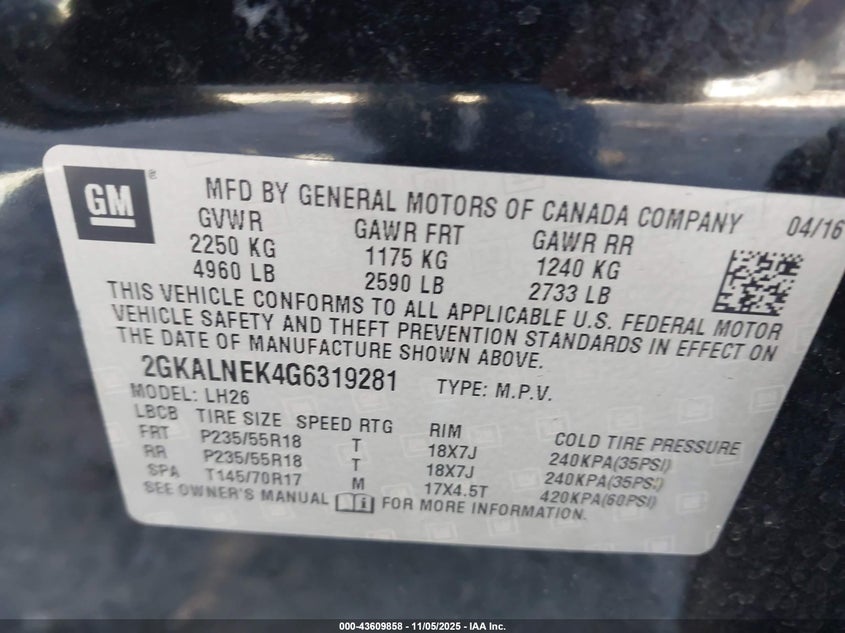 GM ®
MFD BY GENERAL MOTORS OF CANADA COMPANY 04/16
GVWR GAWR FRT GAWR RR
2250 KG 1175 KG 1240 KG
4960 LB 2590 LB 2733 LB
THIS VEHICLE CONFORMS TO ALL APPLICABLE U.S. FEDERAL MOTOR
VEHICLE SAFETY AND THEFT PREVENTION STANDARDS IN EFFECT ON
THE DATE OF MANUFACTURE SHOWN ABOVE.
2GKALNEK4G6319281 TYPE: M.P.V.
MODEL: LH26
LBCB TIRE SIZE SPEED RTG RIM COLD TIRE PRESSURE
FRT P235/55R18 T 18X7J 240KPA(35PSI)
RR P235/55R18 T 18X7J 240KPA(35PSI)
SPA T145/70R17 M 17X4.5T 420KPA(60PSI)
SEE OWNER'S MANUAL FOR MORE INFORMATION.
000-43609858 - 11/05/2025 - IAA Inc.